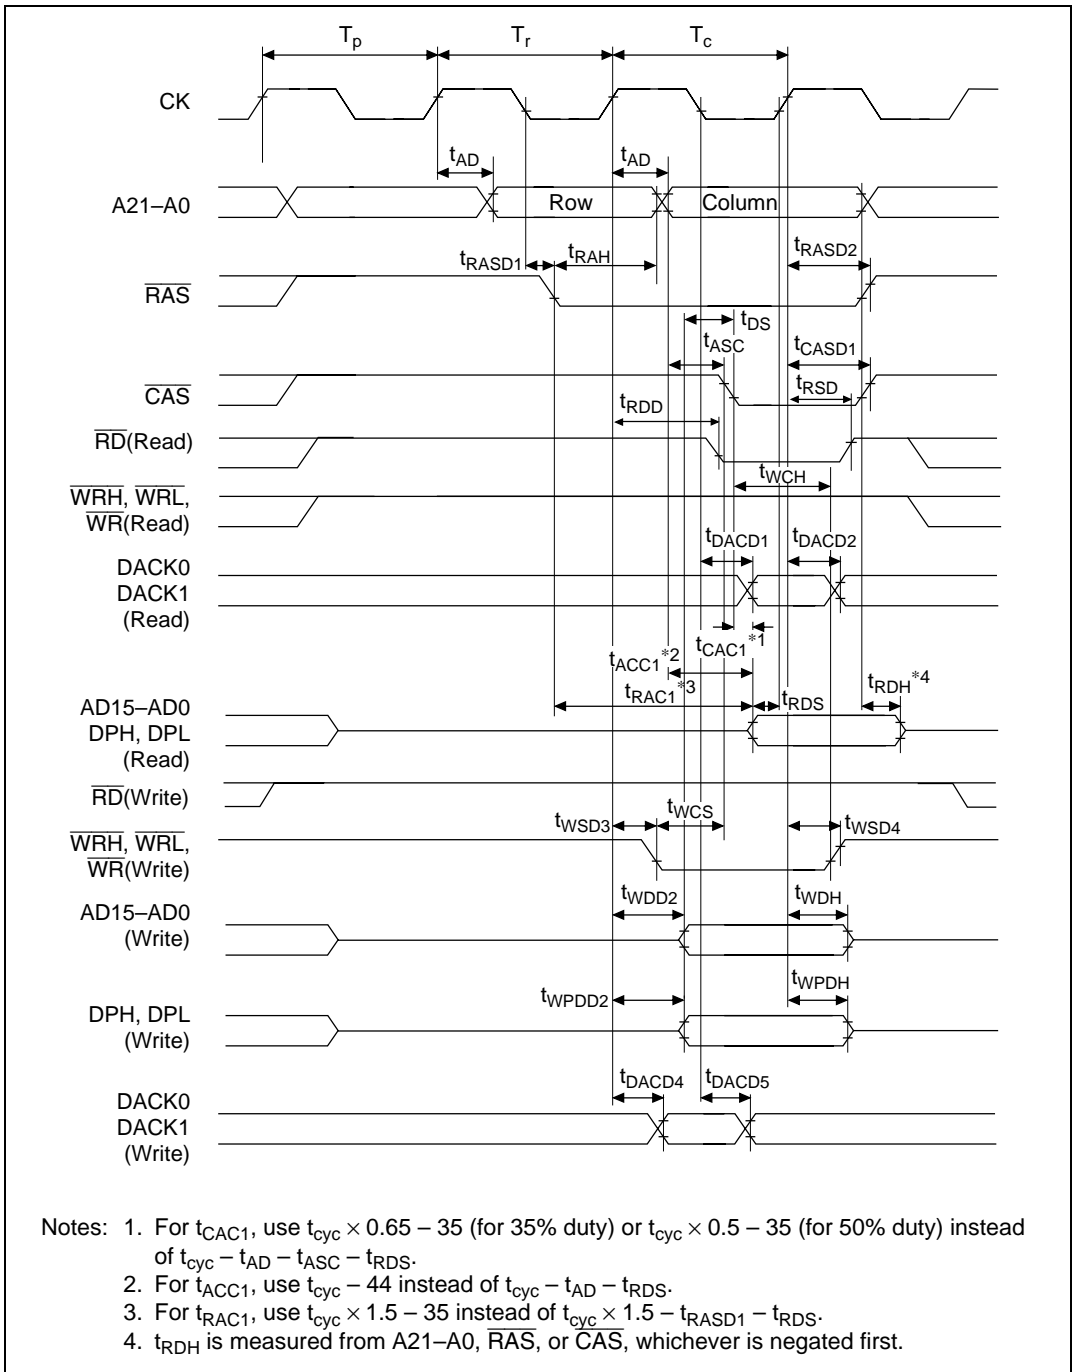 Tp Tr Tc
CK
tAD tAD
A21–A0 Row Column
tRASD1 tRAH tRASD2
RAS
tDS
tASC tCASD1
CAS tRSD
tRDD
RD(Read)
tWCH
WRH, WRL,
WR(Read)
tDACD1 tDACD2
DACK0
DACK1
(Read)
tCAC1*1
tACC1*2
tRAC1*3 tRDS tRDH*4
AD15–AD0
DPH, DPL
(Read)
RD(Write)
tWSD3 tWCS tWSD4
WRH, WRL,
WR(Write)
tWDD2 tWDH
AD15–AD0
(Write)
tWPDD2 tWPDH
DPH, DPL
(Write)
tDACD4 tDACD5
DACK0
DACK1
(Write)
Notes: 1. For tCAC1, use tcyc × 0.65 – 35 (for 35% duty) or tcyc × 0.5 – 35 (for 50% duty) instead
of tcyc – tAD – tASC – tRDS.
2. For tACC1, use tcyc – 44 instead of tcyc – tAD – tRDS.
3. For tRAC1, use tcyc × 1.5 – 35 instead of tcyc × 1.5 – tRASD1 – tRDS.
4. tRDH is measured from A21–A0, RAS, or CAS, whichever is negated first.